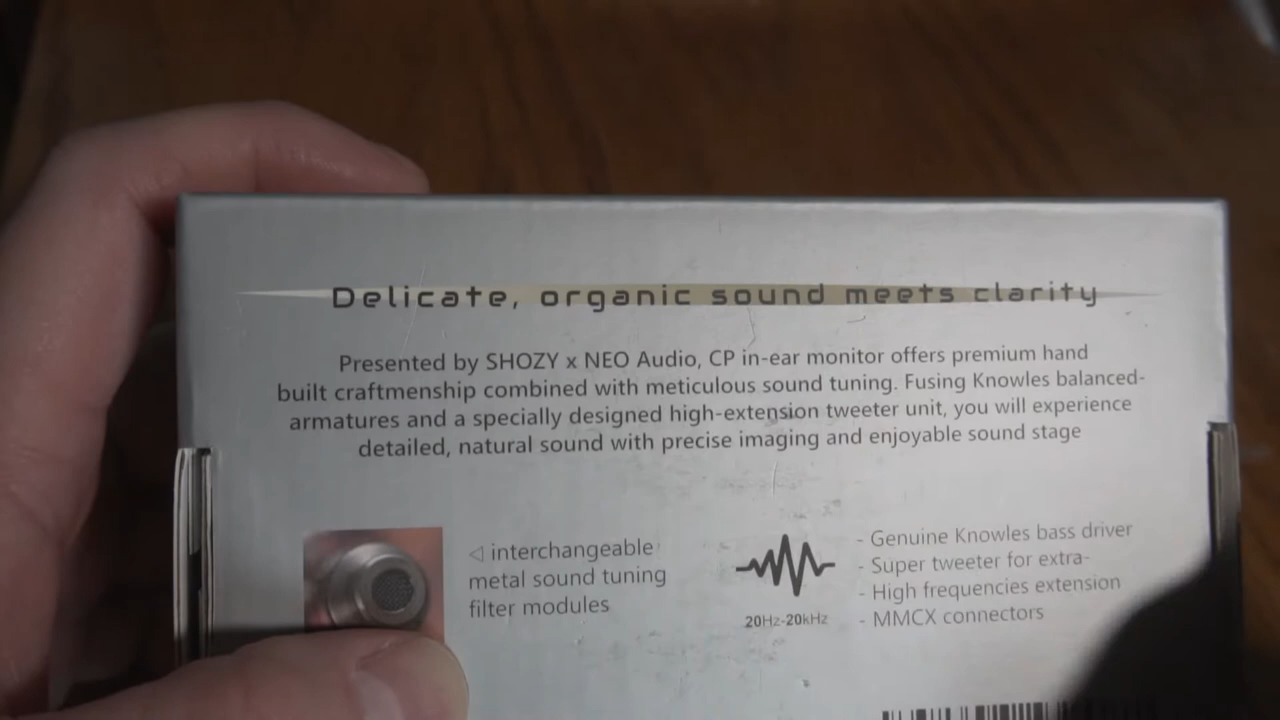 Delicate, organic sound meets clarity
Presented by SHOZY x NEO Audio, CP in-ear monitor offers premium hand
built craftmenship combined with meticulous sound tuning. Fusing Knowles balanced-
armatures and a specially designed high-extension tweeter unit, you will experience
detailed, natural sound with precise imaging and enjoyable sound stage
◁ interchangeable
metal sound tuning
filter modules
20Hz-20kHz
- Genuine Knowles bass driver
- Super tweeter for extra-
- High frequencies extension
- MMCX connectors